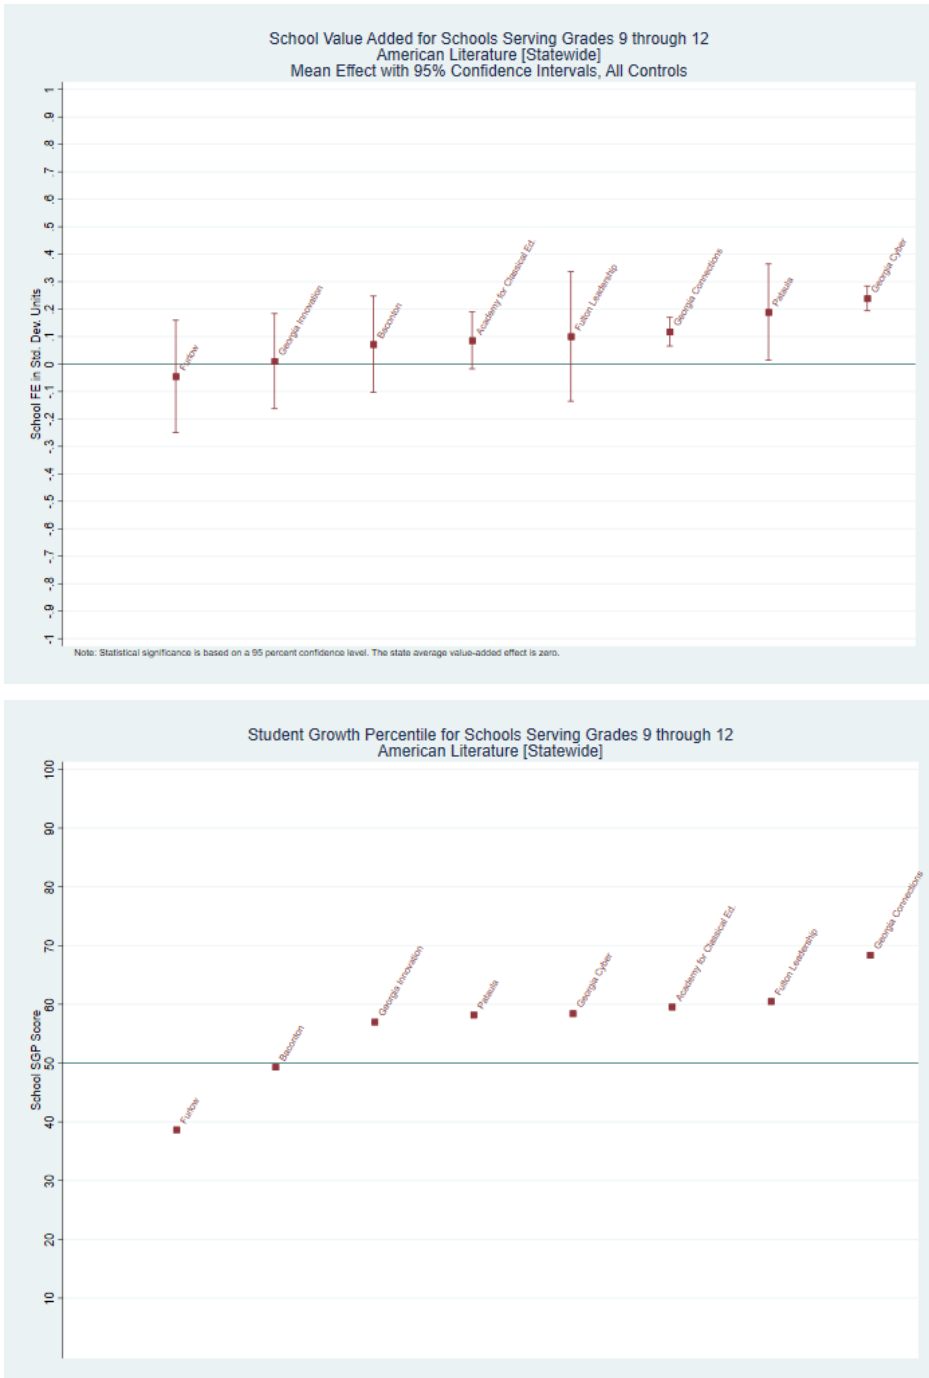 School Value Added for Schools Serving Grades 9 through 12
American Literature [Statewide]
Mean Effect with 95% Confidence Intervals, All Controls
School FE in Std. Dev. Units
1
.9
.8
.7
.6
.5
.4
.3
.2
.1
0
-.1
-.2
-.3
-.4
-.5
-.6
-.7
-.8
-.9
-1
Furlow
Georgia Innovation
Baconton
Academy for Classical Ed.
Fulton Leadership
Georgia Connections
Pataula
Georgia Cyber
Note: Statistical significance is based on a 95 percent confidence level. The state average value-added effect is zero.
Student Growth Percentile for Schools Serving Grades 9 through 12
American Literature [Statewide]
School SGP Score
100
90
80
70
60
50
40
30
20
10
Furlow
Baconton
Georgia Innovation
Pataula
Georgia Cyber
Academy for Classical Ed.
Fulton Leadership
Georgia Connections